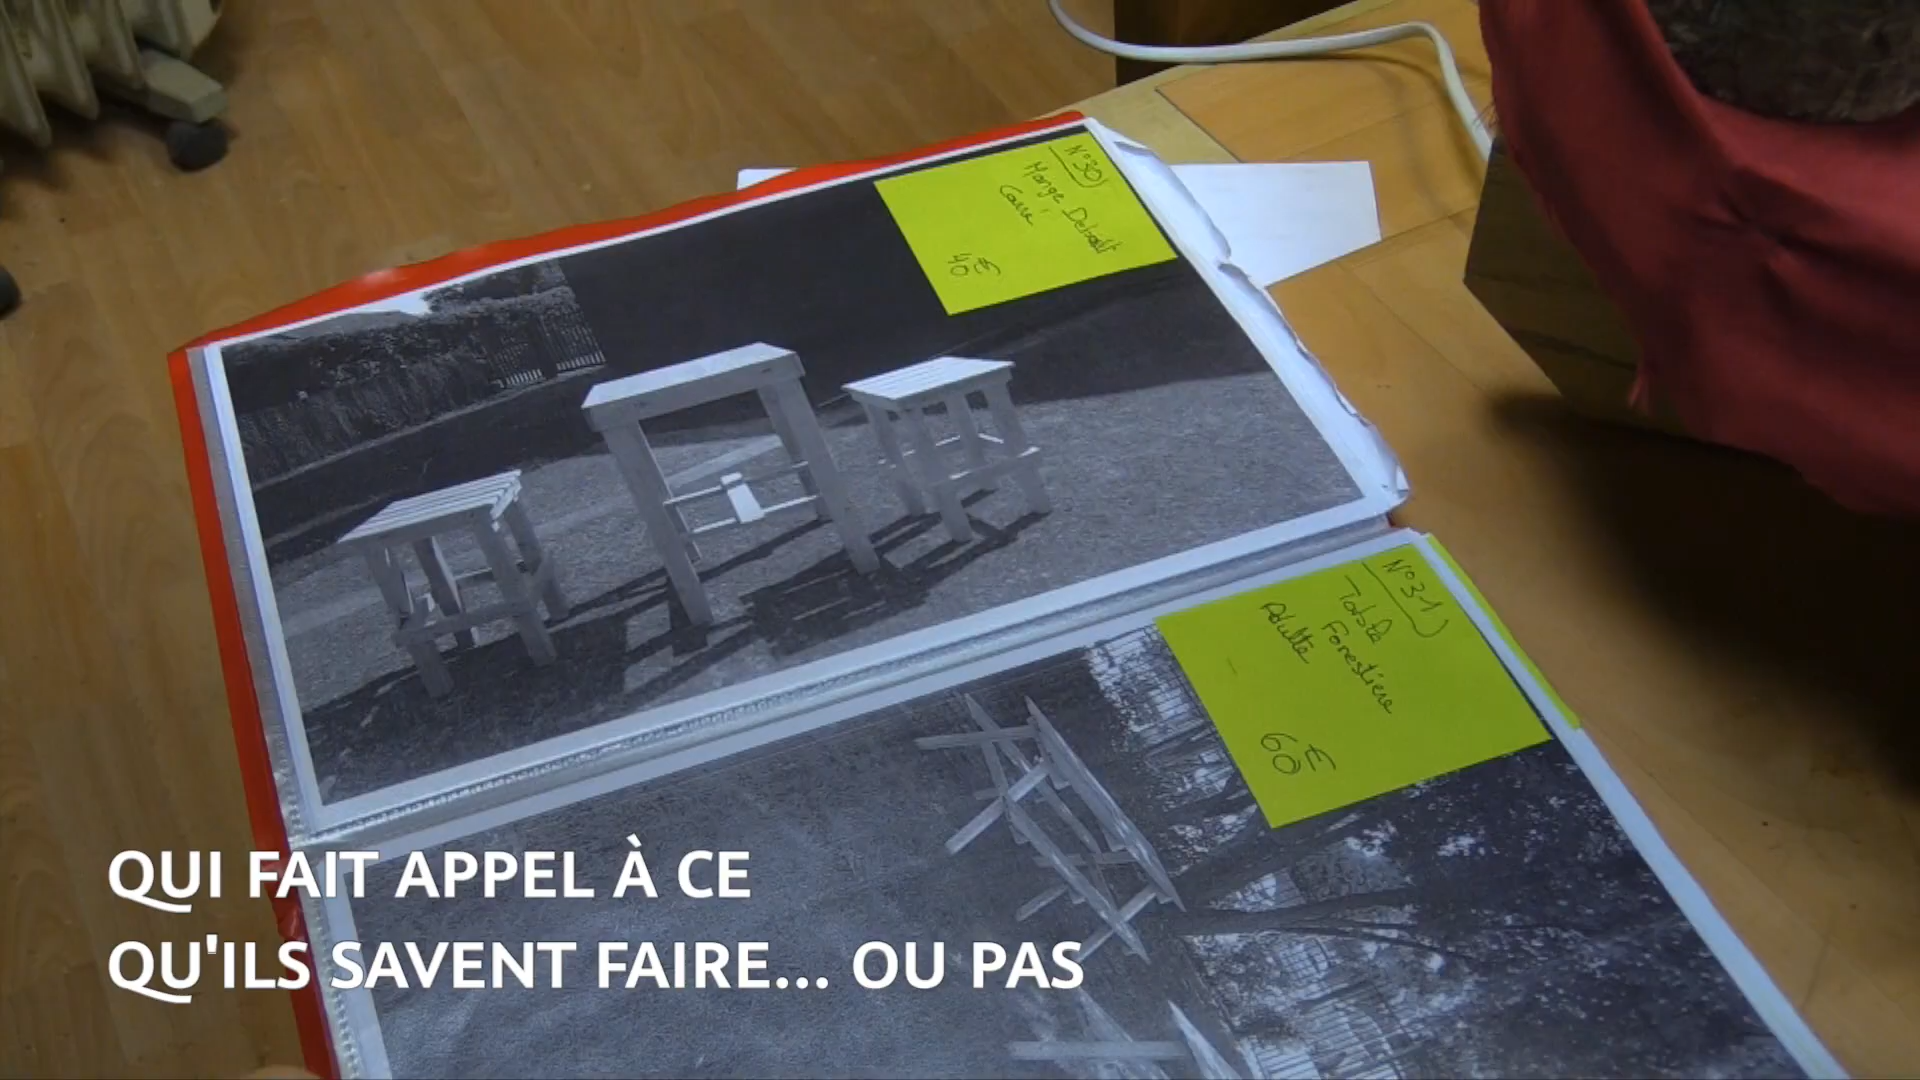 N°30
Mange Debout
Carré
40€
N°31
Table
Forestière
Adulte
60€
QUI FAIT APPEL À CE
QU'ILS SAVENT FAIRE... OU PAS